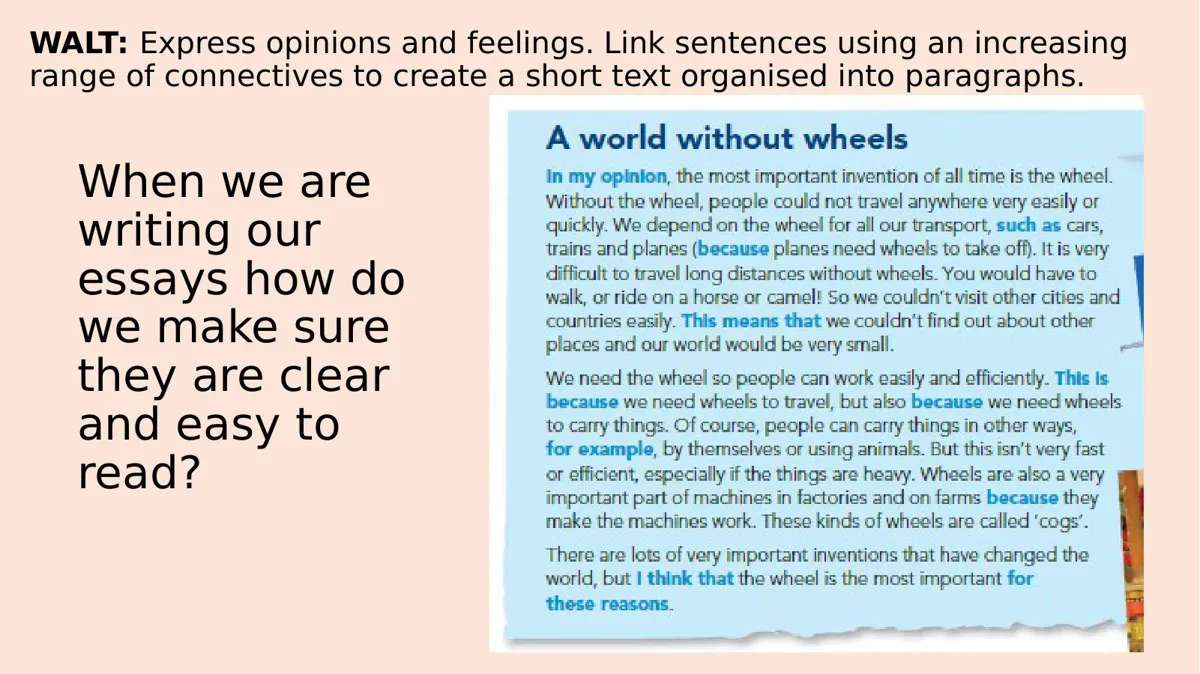 WALT: Express opinions and feelings. Link sentences using an increasing
range of connectives to create a short text organised into paragraphs.
When we are
writing our
essays how do
we make sure
they are clear
and easy to
read?
A world without wheels
In my opinion, the most important invention of all time is the wheel.
Without the wheel, people could not travel anywhere very easily or
quickly. We depend on the wheel for all our transport, such as cars,
trains and planes (because planes need wheels to take off). It is very
difficult to travel long distances without wheels. You would have to
walk, or ride on a horse or camel! So we couldn't visit other cities and
countries easily. This means that we couldn't find out about other
places and our world would be very small.
We need the wheel so people can work easily and efficiently. This is
because we need wheels to travel, but also because we need wheels
to carry things. Of course, people can carry things in other ways,
for example, by themselves or using animals. But this isn't very fast
or efficient, especially if the things are heavy. Wheels are also a very
important part of machines in factories and on farms because they
make the machines work. These kinds of wheels are called 'cogs'.
There are lots of very important inventions that have changed the
world, but I think that the wheel is the most important for
these reasons.